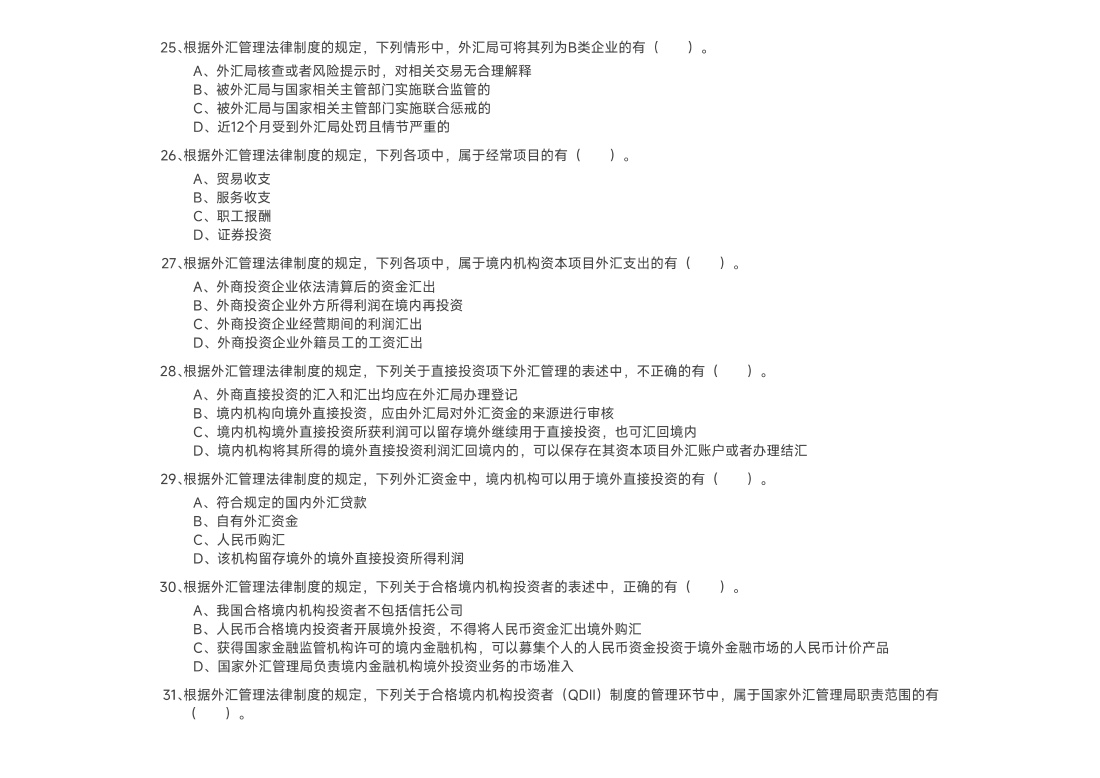 25、根据外汇管理法律制度的规定，下列情形中，外汇局可将其列为B类企业的有（　　）。
A、外汇局核查或者风险提示时，对相关交易无合理解释
B、被外汇局与国家相关主管部门实施联合监管的
C、被外汇局与国家相关主管部门实施联合惩戒的
D、近12个月受到外汇局处罚且情节严重的
26、根据外汇管理法律制度的规定，下列各项中，属于经常项目的有（　　）。
A、贸易收支
B、服务收支
C、职工报酬
D、证券投资
27、根据外汇管理法律制度的规定，下列各项中，属于境内机构资本项目外汇支出的有（　　）。
A、外商投资企业依法清算后的资金汇出
B、外商投资企业外方所得利润在境内再投资
C、外商投资企业经营期间的利润汇出
D、外商投资企业外籍员工的工资汇出
28、根据外汇管理法律制度的规定，下列关于直接投资项下外汇管理的表述中，不正确的有（　　）。
A、外商直接投资的汇入和汇出均应在外汇局办理登记
B、境内机构向境外直接投资，应由外汇局对外汇资金的来源进行审核
C、境内机构境外直接投资所获利润可以留存境外继续用于直接投资，也可汇回境内
D、境内机构将其所得的境外直接投资利润汇回境内的，可以保存在其资本项目外汇账户或者办理结汇
29、根据外汇管理法律制度的规定，下列外汇资金中，境内机构可以用于境外直接投资的有（　　）。
A、符合规定的国内外汇贷款
B、自有外汇资金
C、人民币购汇
D、该机构留存境外的境外直接投资所得利润
30、根据外汇管理法律制度的规定，下列关于合格境内机构投资者的表述中，正确的有（　　）。
A、我国合格境内机构投资者不包括信托公司
B、人民币合格境内投资者开展境外投资，不得将人民币资金汇出境外购汇
C、获得国家金融监管机构许可的境内金融机构，可以募集个人的人民币资金投资于境外金融市场的人民币计价产品
D、国家外汇管理局负责境内金融机构境外投资业务的市场准入
31、根据外汇管理法律制度的规定，下列关于合格境内机构投资者（QDII）制度的管理环节中，属于国家外汇管理局职责范围的有
（　　）。